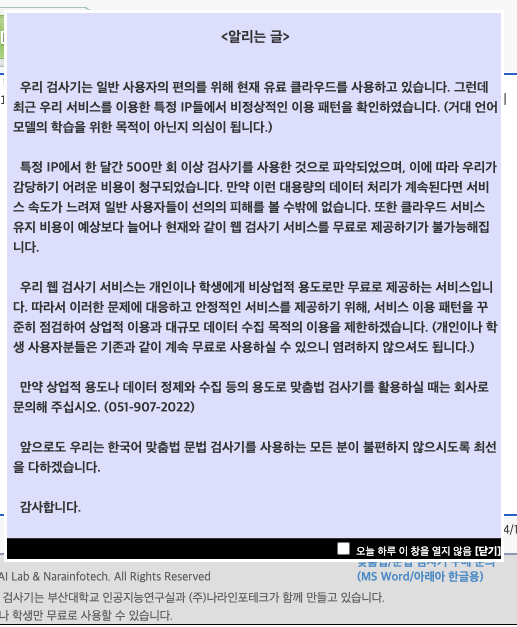 <알리는 글>
우리 검사기는 일반 사용자의 편의를 위해 현재 유료 클라우드를 사용하고 있습니다. 그런데
최근 우리 서비스를 이용한 특정 IP들에서 비정상적인 이용 패턴을 확인하였습니다. (거대 언어
모델의 학습을 위한 목적이 아닌지 의심이 됩니다.)
특정 IP에서 한 달간 500만 회 이상 검사기를 사용한 것으로 파악되었으며, 이에 따라 우리가
감당하기 어려운 비용이 청구되었습니다. 만약 이런 대용량의 데이터 처리가 계속된다면 서비
스 속도가 느려져 일반 사용자들이 선의의 피해를 볼 수밖에 없습니다. 또한 클라우드 서비스
유지 비용이 예상보다 늘어나 현재와 같이 웹 검사기 서비스를 무료로 제공하기가 불가능해집
니다.
우리 웹 검사기 서비스는 개인이나 학생에게 비상업적 용도로만 무료로 제공하는 서비스입니
다. 따라서 이러한 문제에 대응하고 안정적인 서비스를 제공하기 위해, 서비스 이용 패턴을 꾸
준히 점검하여 상업적 이용과 대규모 데이터 수집 목적의 이용을 제한하겠습니다. (개인이나 학
생 사용자분들은 기존과 같이 계속 무료로 사용하실 수 있으니 염려하지 않으셔도 됩니다.)
만약 상업적 용도나 데이터 정제와 수집 등의 용도로 맞춤법 검사기를 활용하실 때는 회사로
문의해 주십시오. (051-907-2022)
앞으로도 우리는 한국어 맞춤법 문법 검사기를 사용하는 모든 분이 불편하지 않으시도록 최선
을 다하겠습니다.
감사합니다.
오늘 하루 이 창을 열지 않음 [닫기]
맞춤법/문법 검사기 구매 문의
AI Lab & Narainfotech. All Rights Reserved
(MS Word/아래아 한글용)
검사기는 부산대학교 인공지능연구실과 (주)나라인포테크가 함께 만들고 있습니다.
나 학생만 무료로 사용할 수 있습니다.